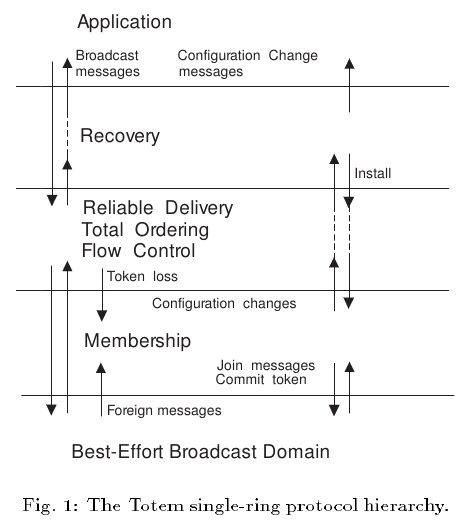 Application
Broadcast messages
Configuration Change messages
Recovery
Install
Reliable Delivery
Total Ordering
Flow Control
Token loss
Configuration changes
Membership
Join messages
Commit token
Foreign messages
Best-Effort Broadcast Domain
Fig. 1: The Totem single-ring protocol hierarchy.